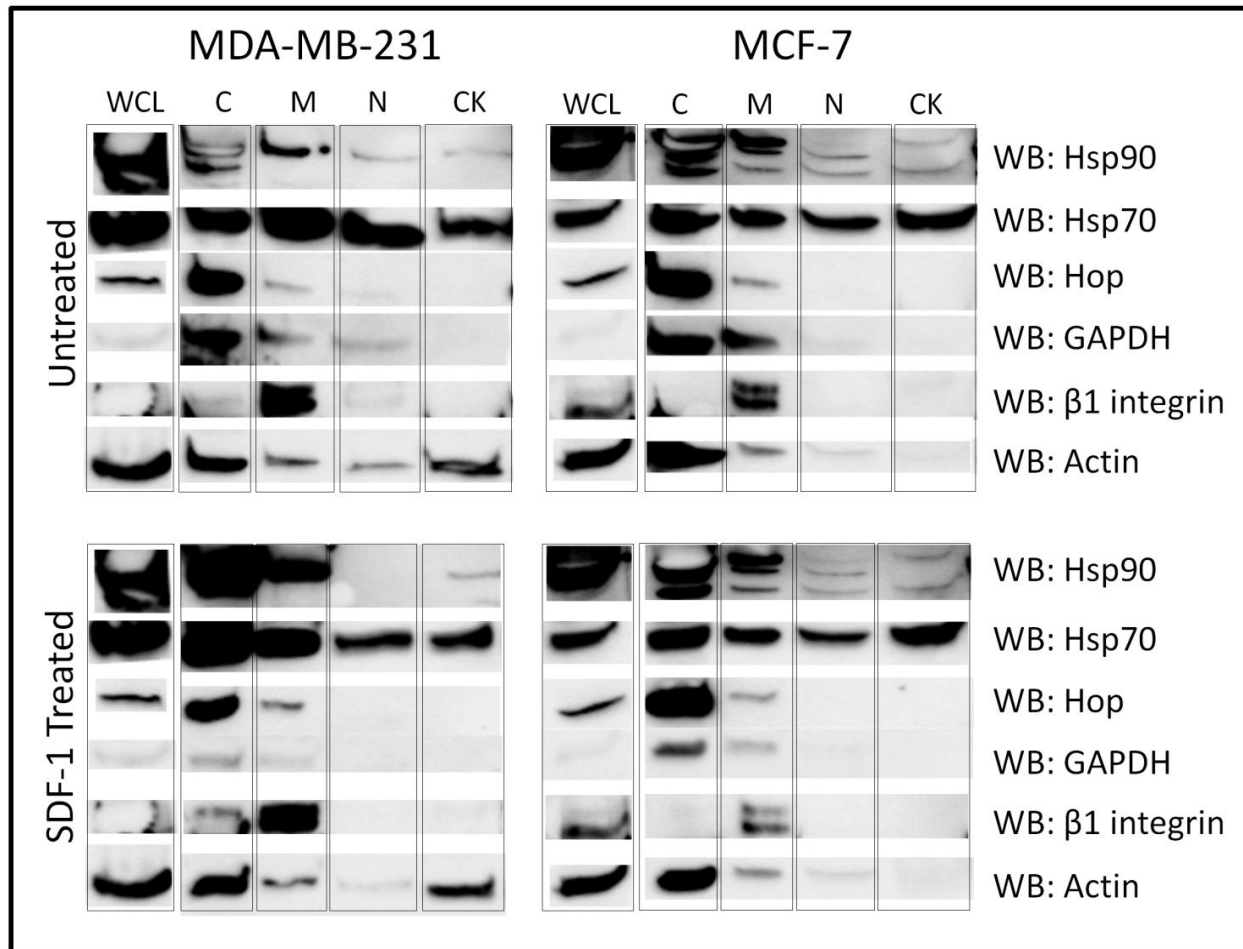 MDA-MB-231 MCF-7
WCL C M N CK WCL C M N CK
Untreated
WB: Hsp90
WB: Hsp70
WB: Hop
WB: GAPDH
WB: β1 integrin
WB: Actin
SDF-1 Treated
WB: Hsp90
WB: Hsp70
WB: Hop
WB: GAPDH
WB: β1 integrin
WB: Actin